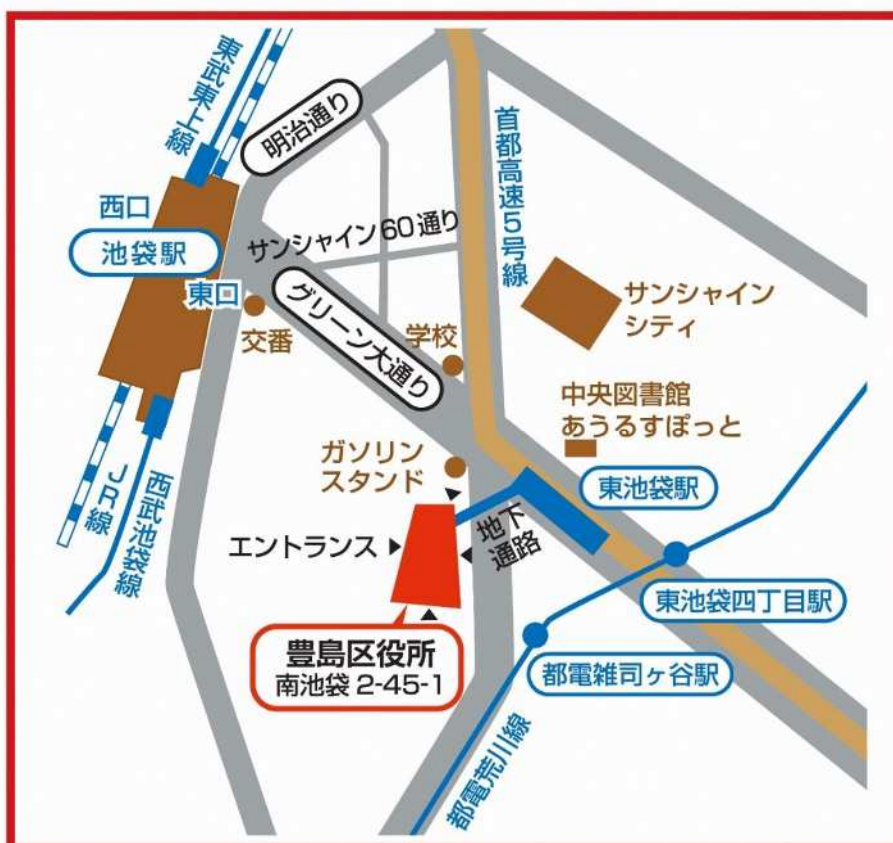 東武東上線
明治通り
首都高速5号線
西口
池袋駅
東口
サンシャイン60通り
グリーン大通り
交番
学校
サンシャイン
シティ
中央図書館
あうるすぽっと
ガソリン
スタンド
東池袋駅
JR線
西武池袋線
エントランス
地下
通路
東池袋四丁目駅
豊島区役所
南池袋 2-45-1
都電雑司ヶ谷駅
都電荒川線